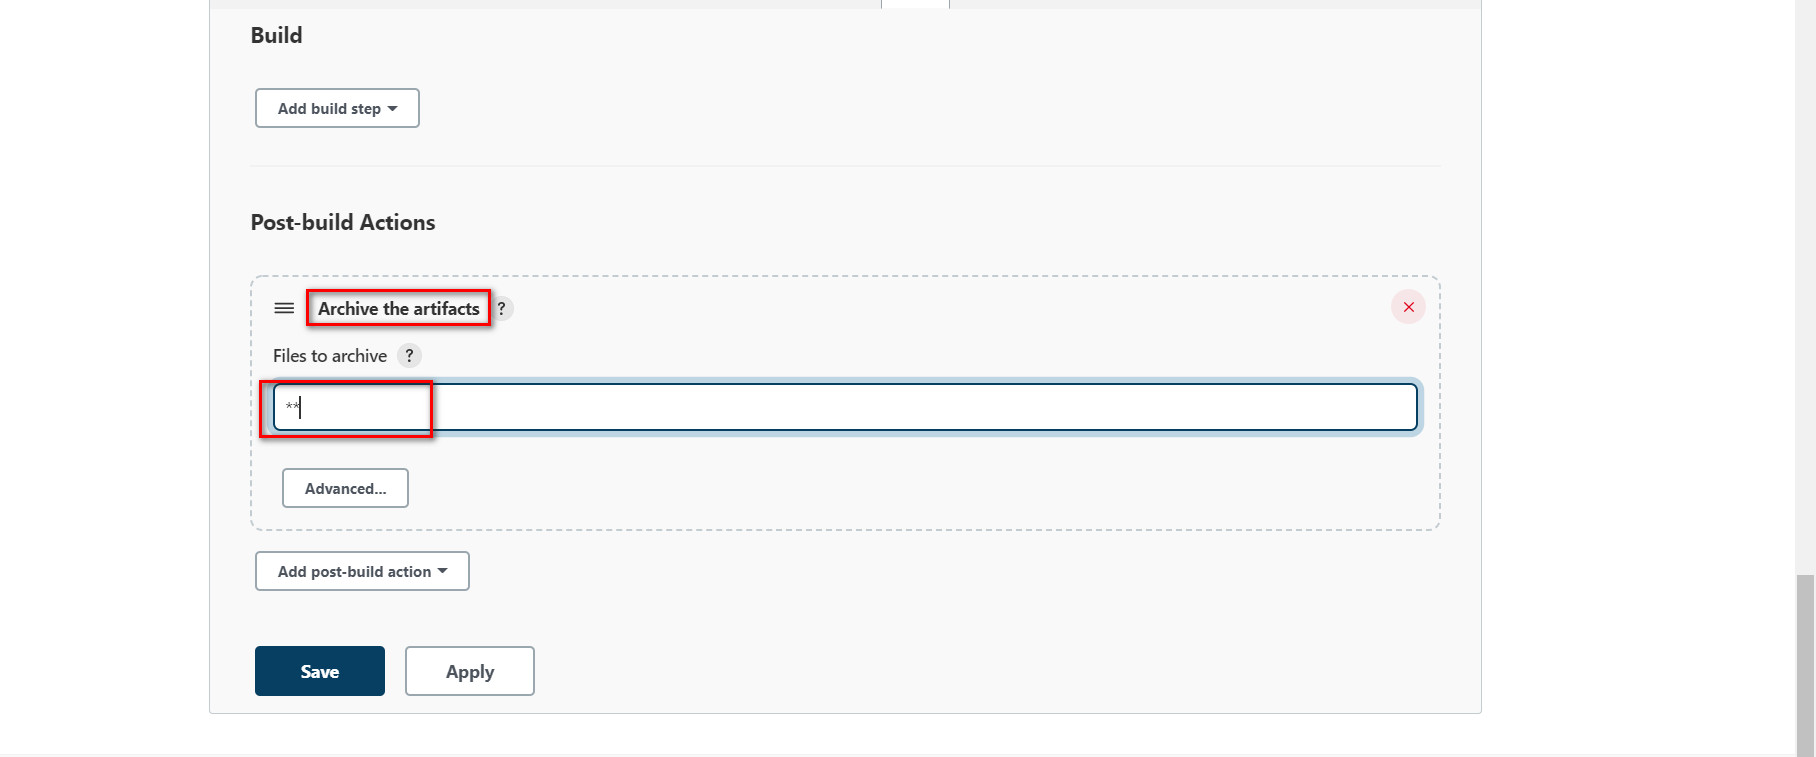 Build
Add build step
Post-build Actions
Archive the artifacts ?
Files to archive ?
**
Advanced...
Add post-build action
Save Apply